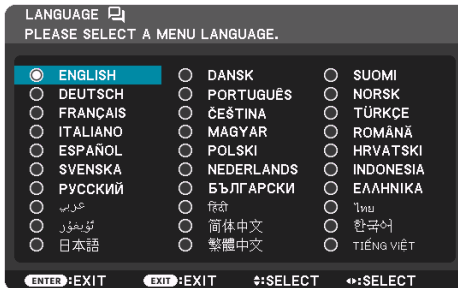 LANGUAGE
PLEASE SELECT A MENU LANGUAGE.
ENGLISH DANSK SUOMI
DEUTSCH PORTUGUÊS NORSK
FRANÇAIS ČEŠTINA TÜRKÇE
ITALIANO MAGYAR ROMÂNĂ
ESPAÑOL POLSKI HRVATSKI
SVENSKA NEDERLANDS INDONESIA
РУССКИЙ БЪЛГАРСКИ ΕΛΛΗΝΙΚΑ
عربي हिंदी ไทย
ئۇيغۇر 简体中文 한국어
日本語 繁體中文 TIẾNG VIỆT
ENTER :EXIT EXIT :EXIT :SELECT :SELECT